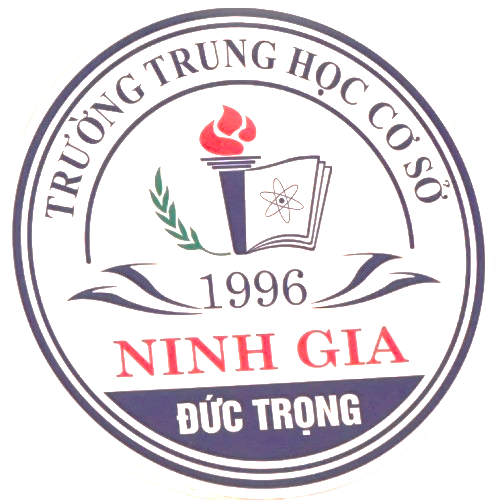 TRƯỜNG TRUNG HỌC CƠ SỞ
1996
NINH GIA
ĐỨC TRỌNG